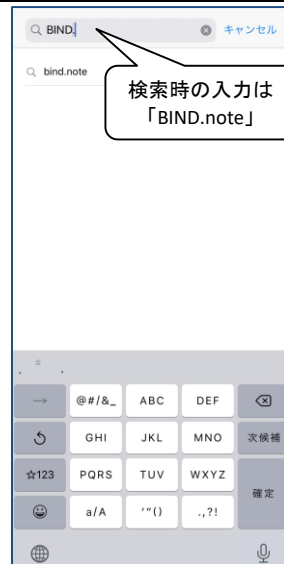 BIND.
キャンセル
bind.note
検索時の入力は
「BIND.note」
→ @#/&_ ABC DEF
GHI JKL MNO 次候補
☆123 PQRS TUV WXYZ
確定
a/A ’”() .,?!